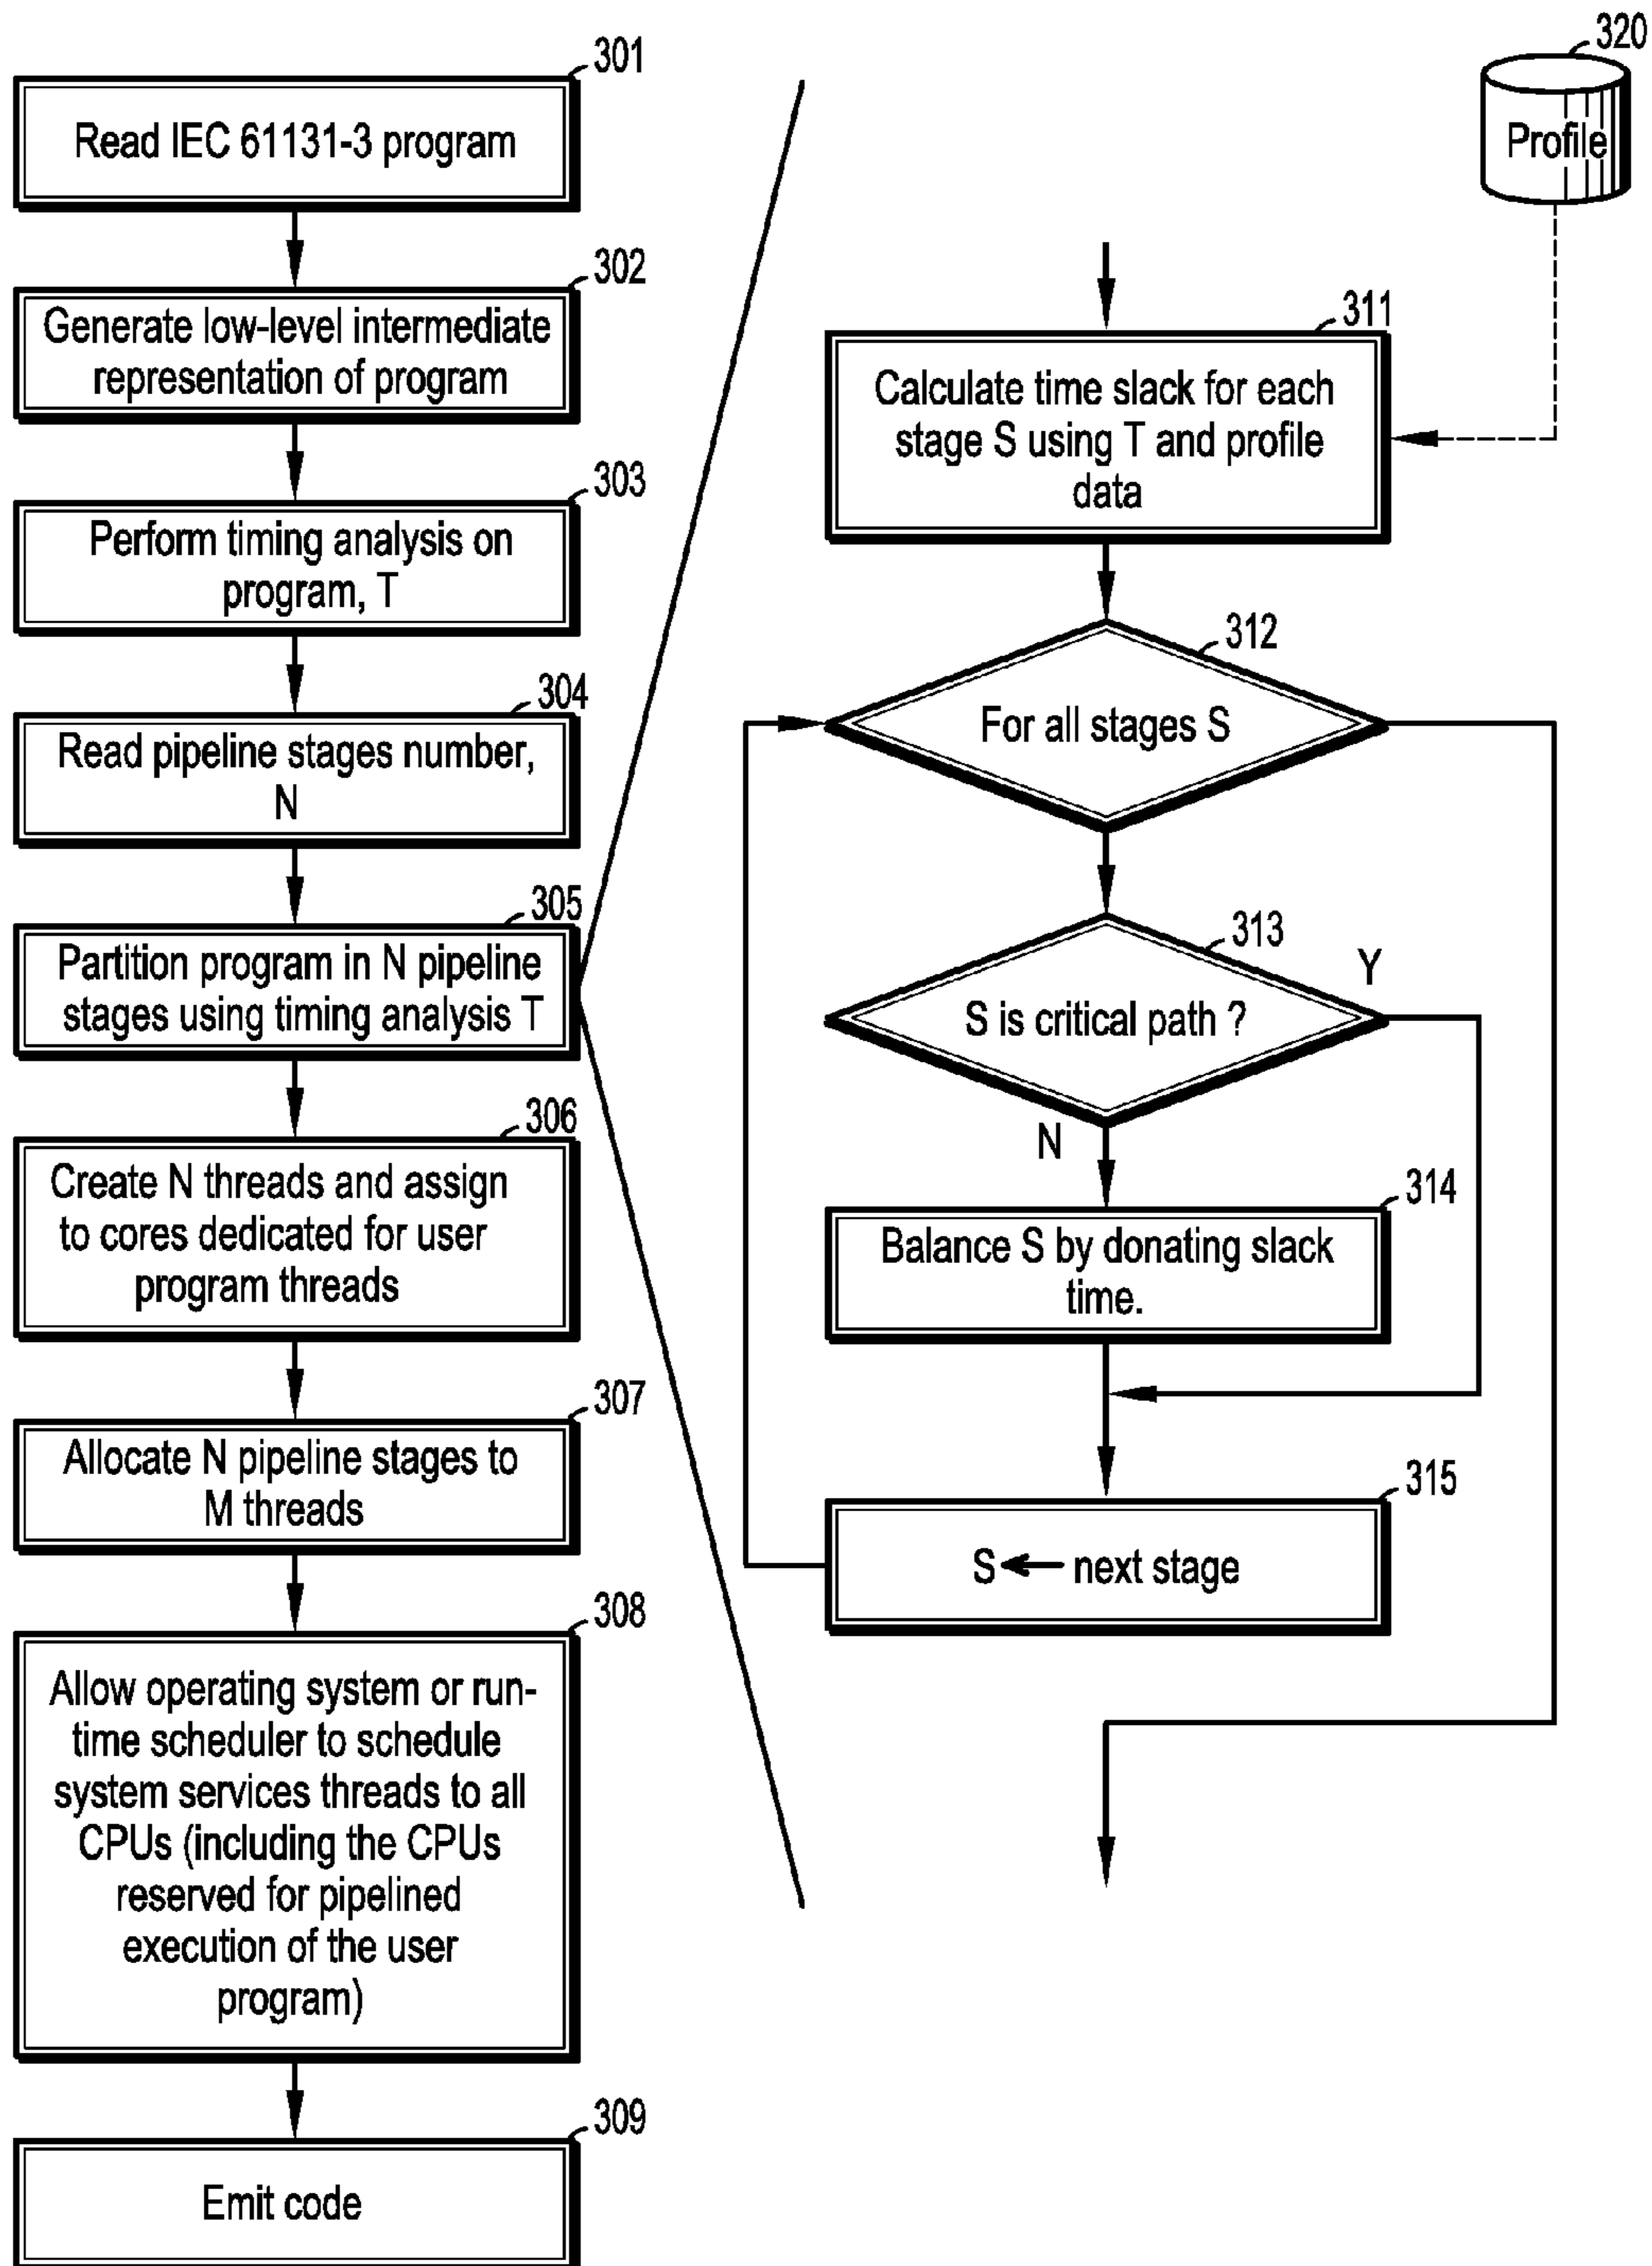 301
Read IEC 61131-3 program
302
Generate low-level intermediate
representation of program
303
Perform timing analysis on
program, T
304
Read pipeline stages number,
N
305
Partition program in N pipeline
stages using timing analysis T
306
Create N threads and assign
to cores dedicated for user
program threads
307
Allocate N pipeline stages to
M threads
308
Allow operating system or run-
time scheduler to schedule
system services threads to all
CPUs (including the CPUs
reserved for pipelined
execution of the user
program)
309
Emit code
320
Profile
311
Calculate time slack for each
stage S using T and profile
data
312
For all stages S
313
S is critical path ?
Y
N
314
Balance S by donating slack
time.
315
S ← next stage